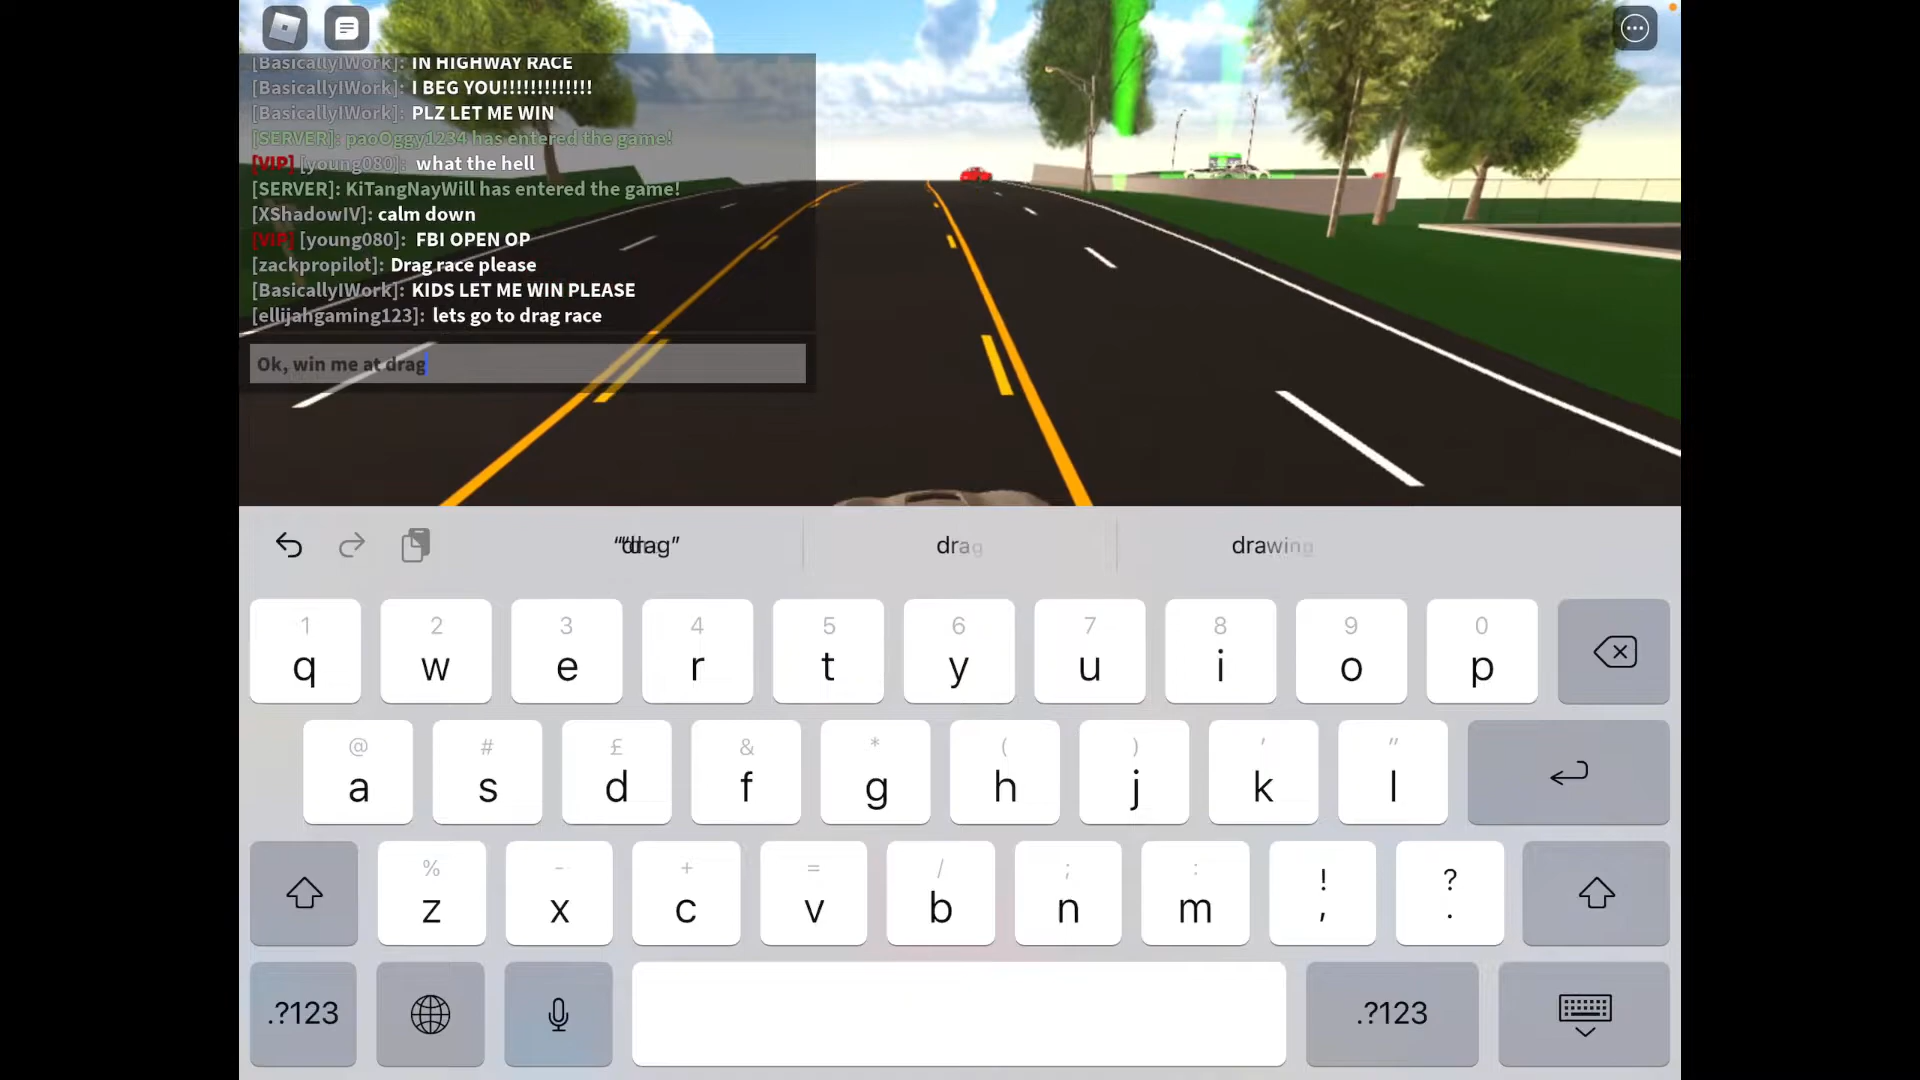 [BasicallyIWork]: IN HIGHWAY RACE
[BasicallyIWork]: I BEG YOU!!!!!!!!!!!!!
[BasicallyIWork]: PLZ LET ME WIN
[SERVER]: paoOggy1234 has entered the game!
[VIP] [young080]: what the hell
[SERVER]: KiTangNayWill has entered the game!
[XShadowIV]: calm down
[VIP] [young080]: FBI OPEN OP
[zackpropilot]: Drag race please
[BasicallyIWork]: KIDS LET ME WIN PLEASE
[ellijahgaming123]: lets go to drag race
Ok, win me at drag
“drag” drag drawing
1 2 3 4 5 6 7 8 9 0
q w e r t y u i o p
@ # £ & * ( ) ' "
a s d f g h j k l
% - + = / ; : ! ?
z x c v b n m , .
.?123 .?123